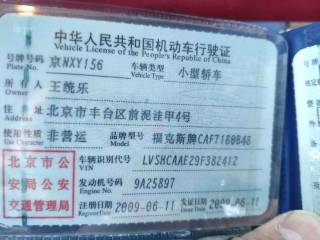 中华人民共和国机动车行驶证
Vehicle License of the People's Republic of China
号牌号码 京NXY156 车辆类型 小型轿车
Plate No. Vehicle Type
所有人 王统乐
Owner
住址 北京市丰台区前泥洼甲4号
Address
使用性质 非营运 品牌型号 福克斯牌CAF7180B48
Use Character Model
北京市公 车辆识别代号 LVSHCAAE29F382412
VIN
安局公安 发动机号码 9A25897
Engine No.
交通管理局 注册日期 2009-06-11 发证日期 2009-06-11
Register Date Issue Date